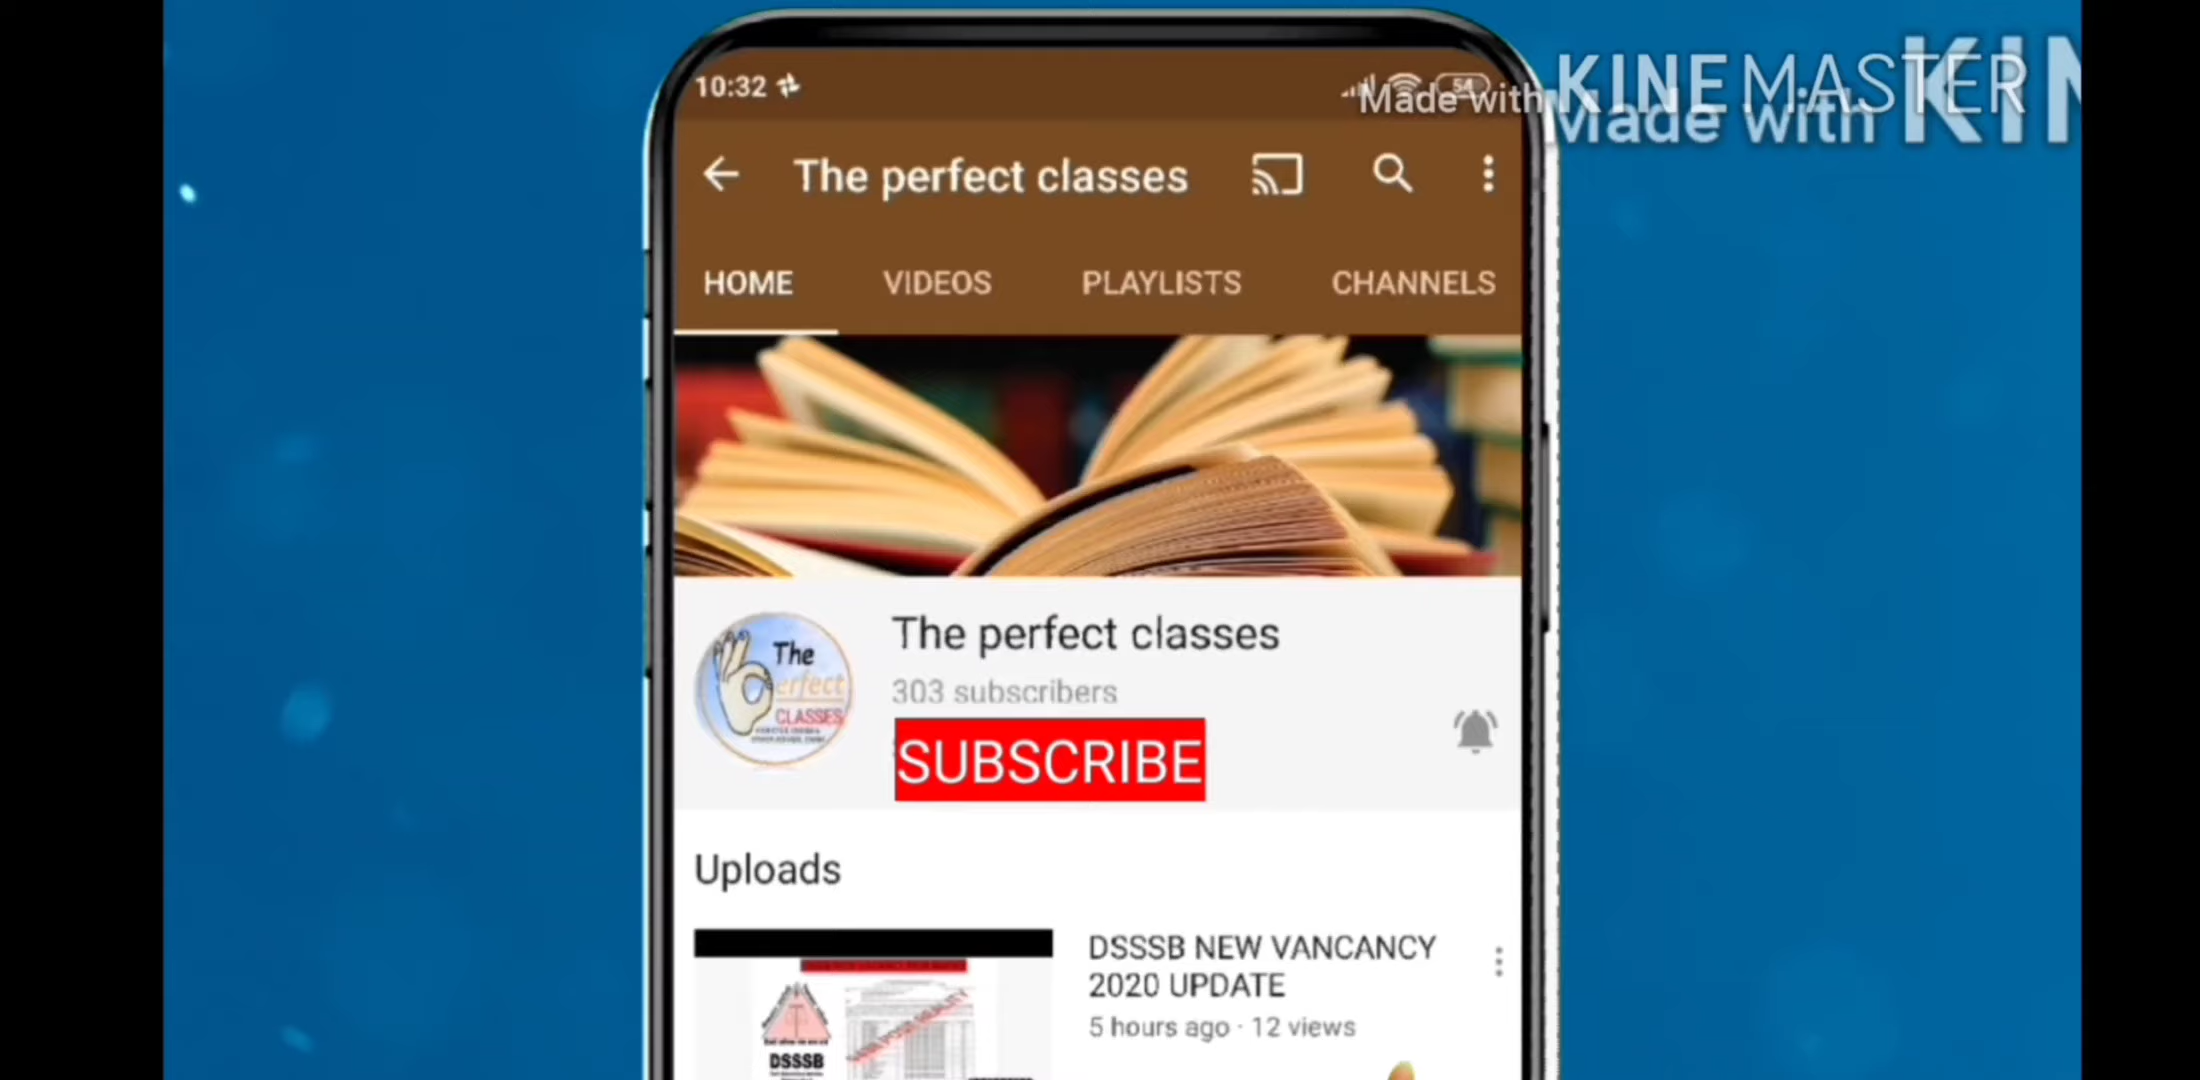 10:32
54
Made with KINEMASTER
Made with KIN
The perfect classes
HOME VIDEOS PLAYLISTS CHANNELS
The perfect classes
The
erfect
CLASSES
303 subscribers
SUBSCRIBE
Uploads
DSSSB NEW VANCANCY
2020 UPDATE
5 hours ago · 12 views
DSSSB